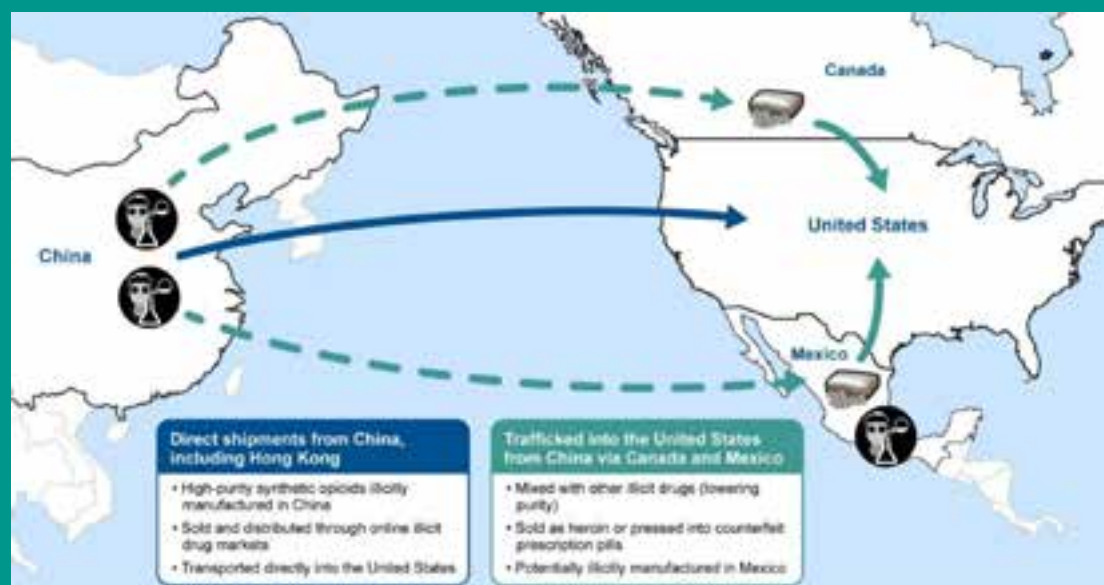 Canada
China
United States
Mexico
Direct shipments from China,
including Hong Kong
• High-purity synthetic opioids illicitly
manufactured in China
• Sold and distributed through online illicit
drug markets
• Transported directly into the United States
Trafficked into the United States
from China via Canada and Mexico
• Mixed with other illicit drugs (lowering
purity)
• Sold as heroin or pressed into counterfeit
prescription pills
• Potentially illicitly manufactured in Mexico